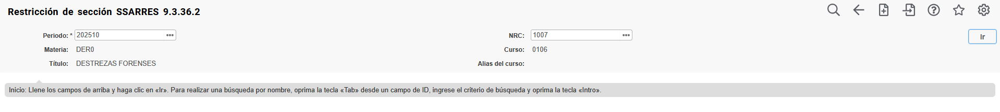 Restricción de sección SSARRES 9.3.36.2
Periodo: * 202510 ••• NRC: 1007 ••• Ir
Materia: DER0 Curso: 0106
Título: DESTREZAS FORENSES Alias del curso:
Inicio: Llene los campos de arriba y haga clic en «Ir». Para realizar una búsqueda por nombre, oprima la tecla «Tab» desde un campo de ID, ingrese el criterio de búsqueda y oprima la tecla «Intro».